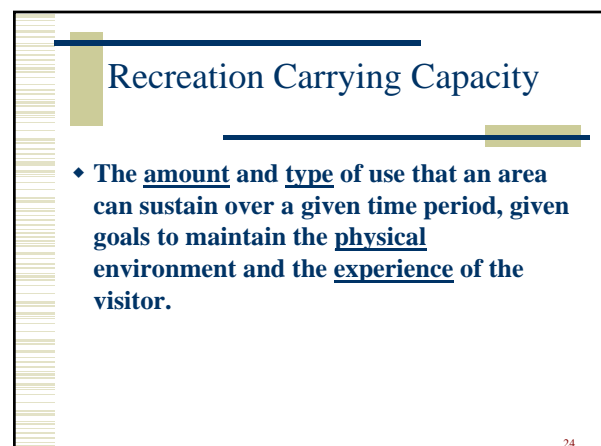 Recreation Carrying Capacity
◆ The amount and type of use that an area
can sustain over a given time period, given
goals to maintain the physical
environment and the experience of the
visitor.
24